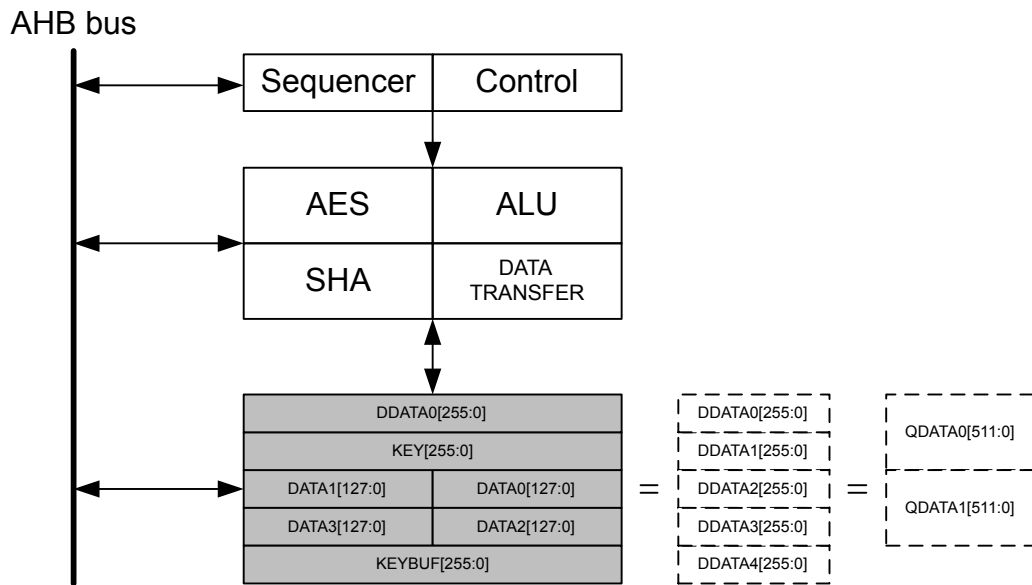 AHB bus
Sequencer Control
AES ALU
SHA DATA
TRANSFER
DDATA0[255:0]
KEY[255:0]
DATA1[127:0] DATA0[127:0]
DATA3[127:0] DATA2[127:0]
KEYBUF[255:0]
=
DDATA0[255:0]
DDATA1[255:0]
DDATA2[255:0]
DDATA3[255:0]
DDATA4[255:0]
=
QDATA0[511:0]
QDATA1[511:0]